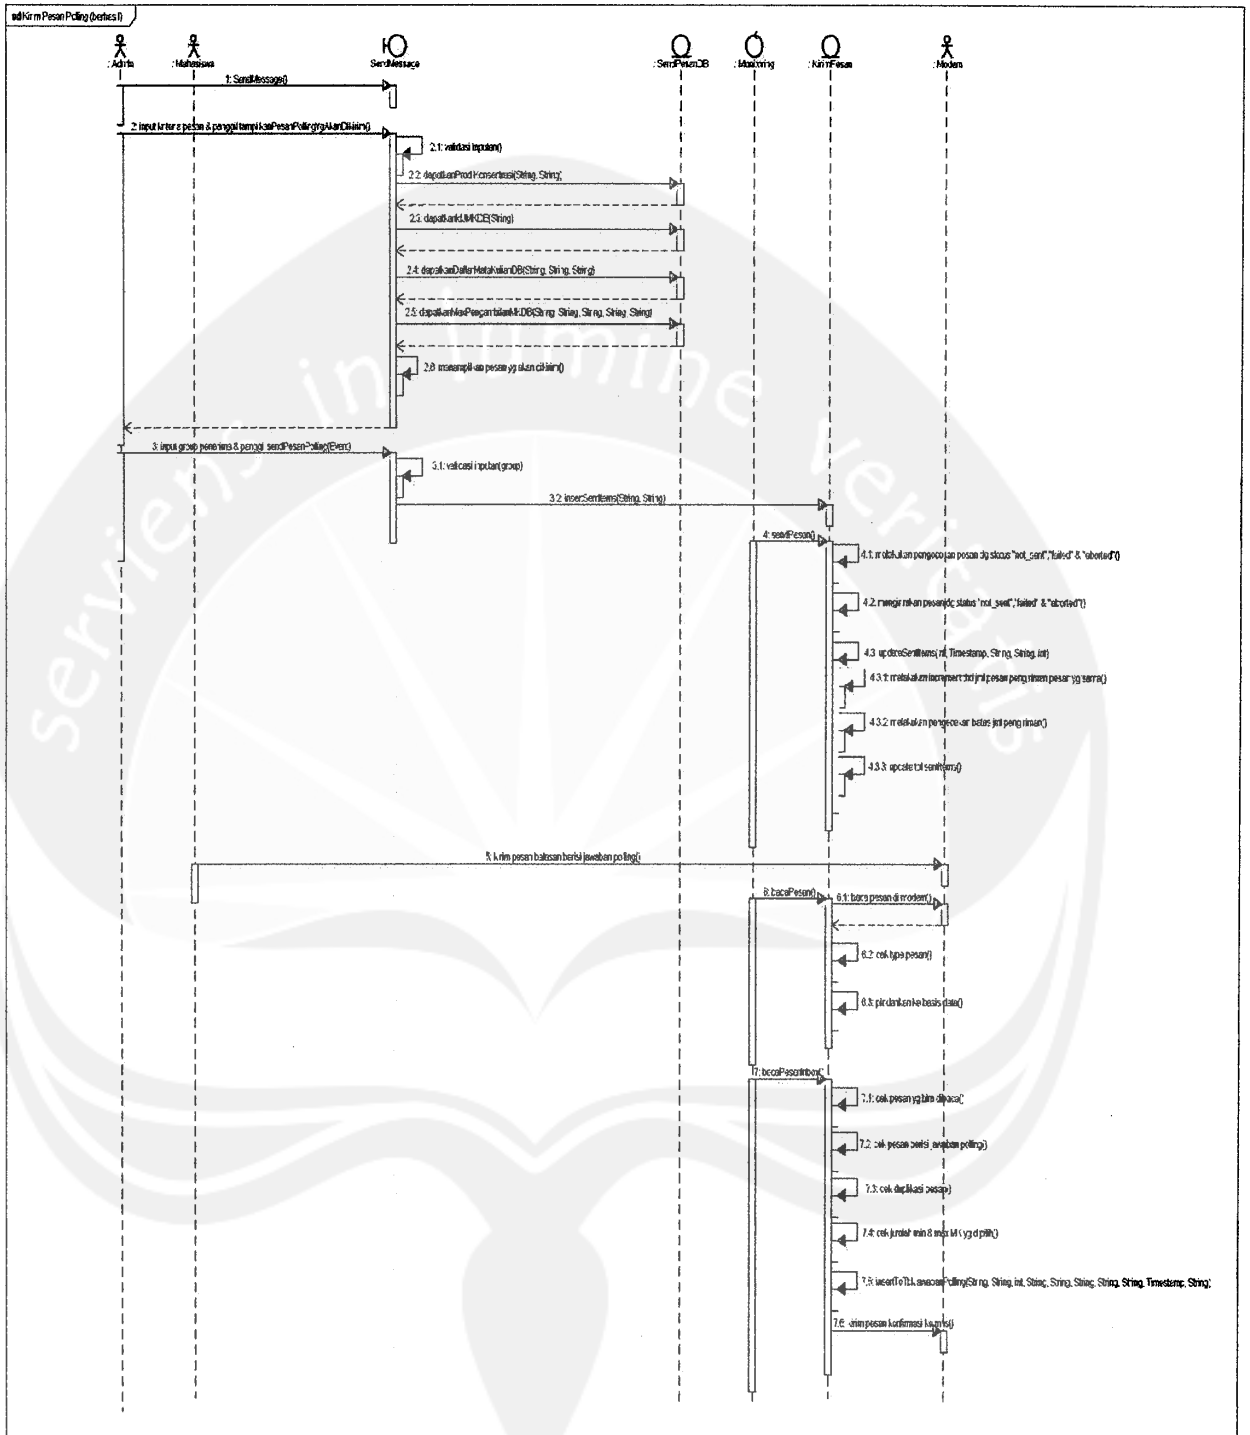 sd Kirim Pesan Polling (berhasil)
: Admin
: Mahasiswa
SendMessage
: SendPesanDB
: Monitoring
: KirimPesan
: Modem
1: SendMessage()
2: input kriteria pesan & panggil tampilkanPesanPollingYgAkanDikirim()
2.1: validasi inputan()
2.2: dapatkanProdiKonsentrasi(String, String)
2.3: dapatkanIdJMKDB(String)
2.4: dapatkanDaftarMataKuliahDB(String, String, String)
2.5: dapatkanMaxPengambilanMKDB(String, String, String, String, String)
2.6: menampilkan pesan yg akan dikirim()
3: input group penerima & panggil sendPesanPolling(Event)
3.1: validasi inputan(group)
3.2: insertSentItems(String, String)
4: sendPesan()
4.1: melakukan pengecekan pesan dg status "not_sent","failed" & "aborted"()
4.2: mengirimkan pesan dg status "not_sent","failed" & "aborted"()
4.3: updateSentItems(int, Timestamp, String, String, int)
4.3.1: melakukan increment thd jml pesan pengiriman pesan yg sama()
4.3.2: melakukan pengecekan batas jml pengiriman()
4.3.3: update tbl sentItems()
5: kirim pesan balasan berisi jawaban polling()
6: bacaPesan()
6.1: baca pesan di modem()
6.2: cek type pesan()
6.3: pindahkan ke basis data()
7: bacaPesanInbox()
7.1: cek pesan yg blm dibaca()
7.2: cek pesan berisi jawaban polling()
7.3: cek duplikasi pesan()
7.4: cek jumlah min & max MK yg dipilih()
7.5: insertToTblJawabanPolling(String, String, int, String, String, String, String, String, Timestamp, String)
7.6: kirim pesan konfirmasi ke mhs()
serviens in lumine veritatis